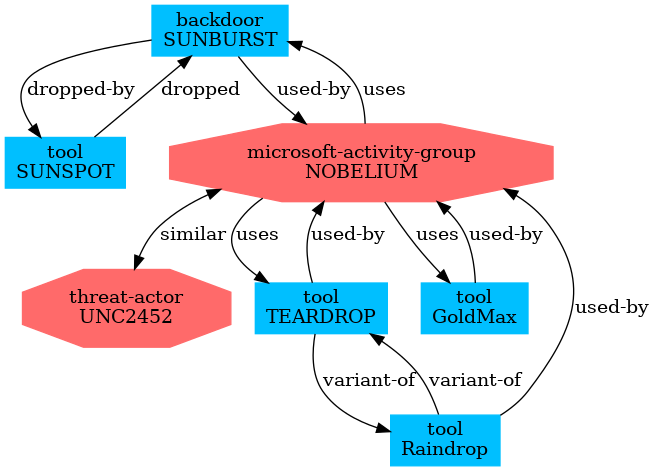 backdoor
SUNBURST
dropped-by
dropped
used-by
uses
tool
SUNSPOT
microsoft-activity-group
NOBELIUM
similar
uses
used-by
uses
used-by
threat-actor
UNC2452
tool
TEARDROP
tool
GoldMax
used-by
variant-of
variant-of
tool
Raindrop